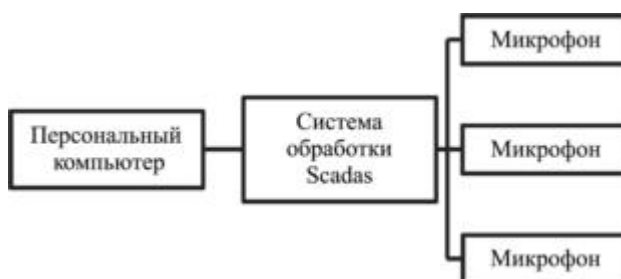 Персональный
компьютер
Система
обработки
Scadas
Микрофон
Микрофон
Микрофон